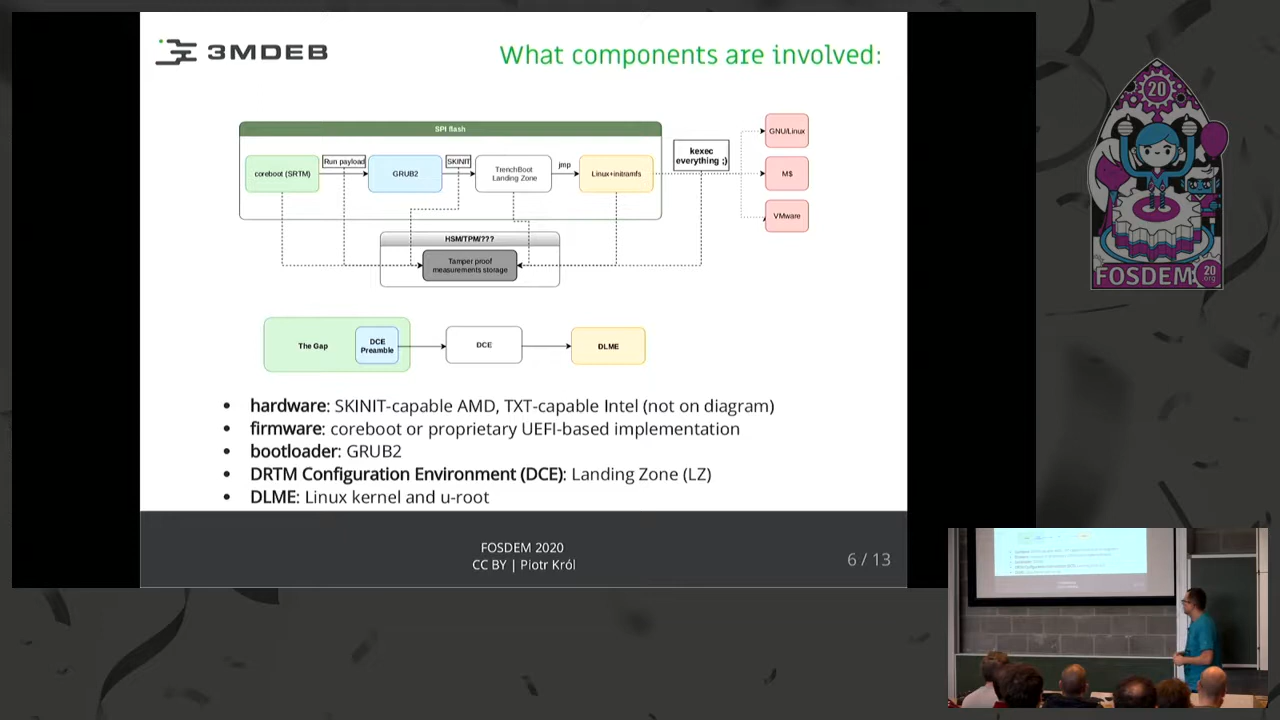 3MDEB
What components are involved:
SPI flash
coreboot (SRTM)
Run payload
GRUB2
SKINIT
TrenchBoot
Landing Zone
jmp
Linux+initramfs
kexec
everything ;)
GNU/Linux
M$
VMware
HSM/TPM/???
Tamper proof
measurements storage
The Gap
DCE
Preamble
DCE
DLME
• hardware: SKINIT-capable AMD, TXT-capable Intel (not on diagram)
• firmware: coreboot or proprietary UEFI-based implementation
• bootloader: GRUB2
• DRTM Configuration Environment (DCE): Landing Zone (LZ)
• DLME: Linux kernel and u-root
FOSDEM 2020
CC BY | Piotr Król
6 / 13
20
FOSDEM 20
.org